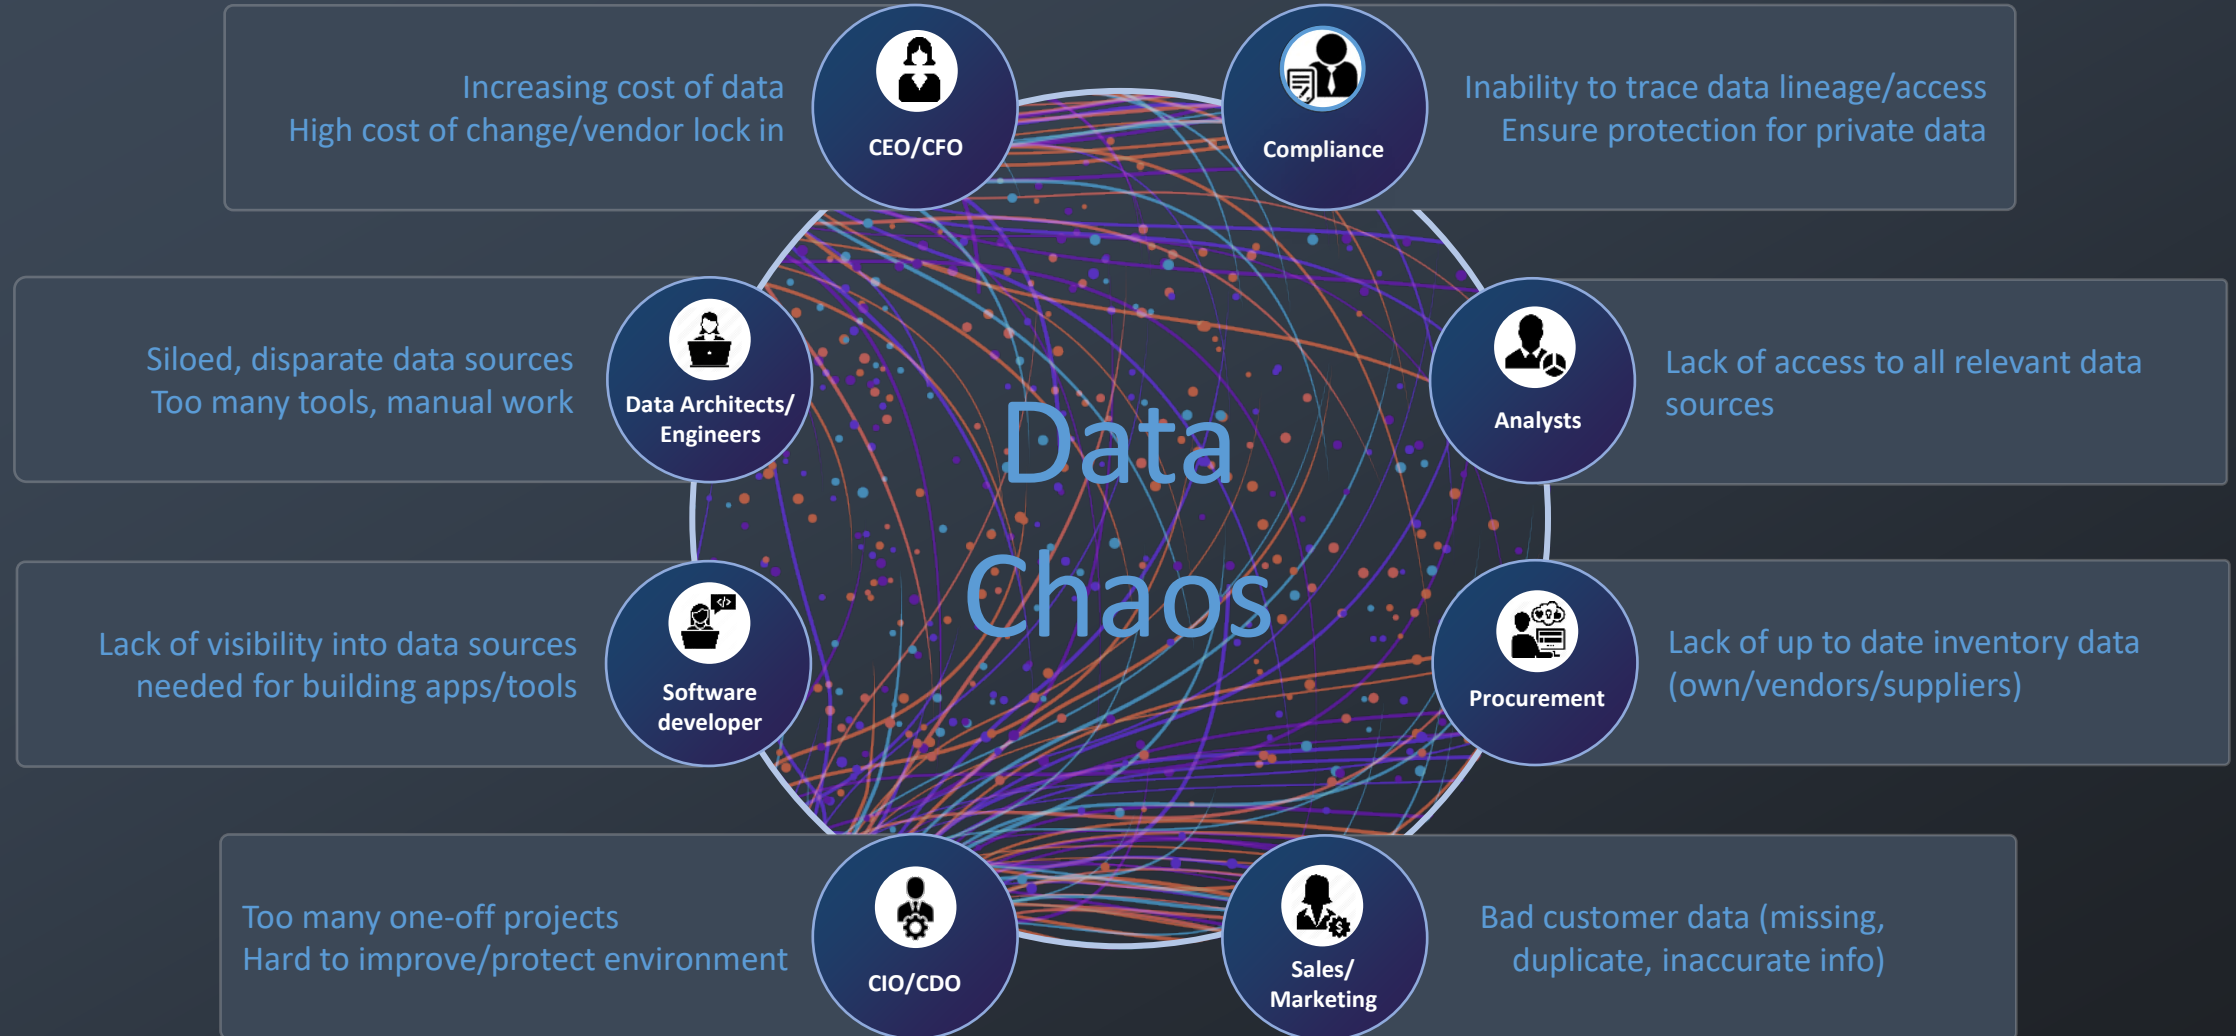 Increasing cost of data
High cost of change/vendor lock in
CEO/CFO
Compliance
Inability to trace data lineage/access
Ensure protection for private data
Siloed, disparate data sources
Too many tools, manual work
Data Architects/
Engineers
Analysts
Lack of access to all relevant data
sources
Data
Chaos
Lack of visibility into data sources
needed for building apps/tools
</>
Software
developer
Procurement
Lack of up to date inventory data
(own/vendors/suppliers)
Too many one-off projects
Hard to improve/protect environment
CIO/CDO
$
Sales/
Marketing
Bad customer data (missing,
duplicate, inaccurate info)